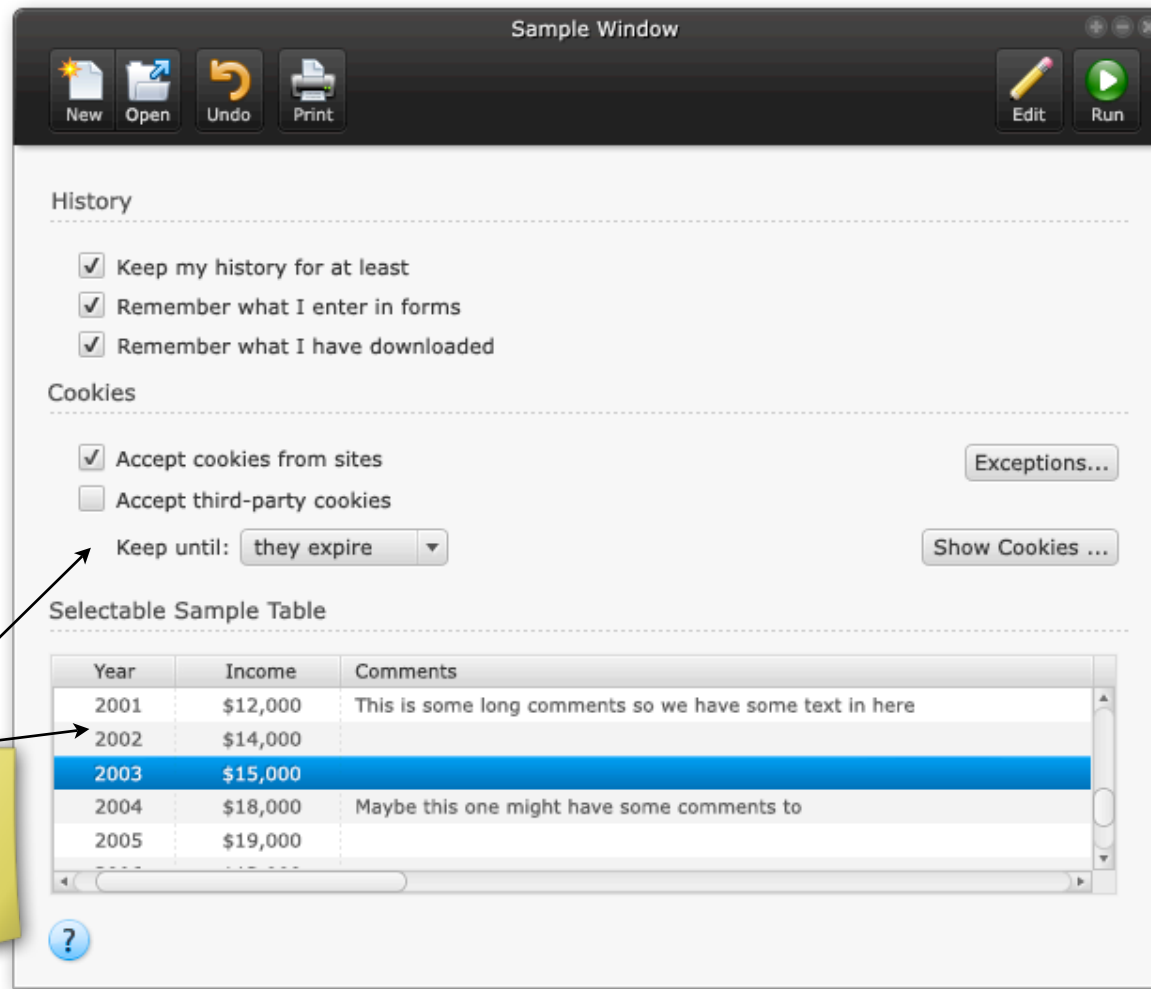 Sample Window
New Open Undo Print Edit Run
History
Keep my history for at least
Remember what I enter in forms
Remember what I have downloaded
Cookies
Accept cookies from sites Exceptions...
Accept third-party cookies
Keep until: they expire Show Cookies ...
Selectable Sample Table
Year Income Comments
2001 $12,000 This is some long comments so we have some text in here
2002 $14,000
2003 $15,000
2004 $18,000 Maybe this one might have some comments to
2005 $19,000
?